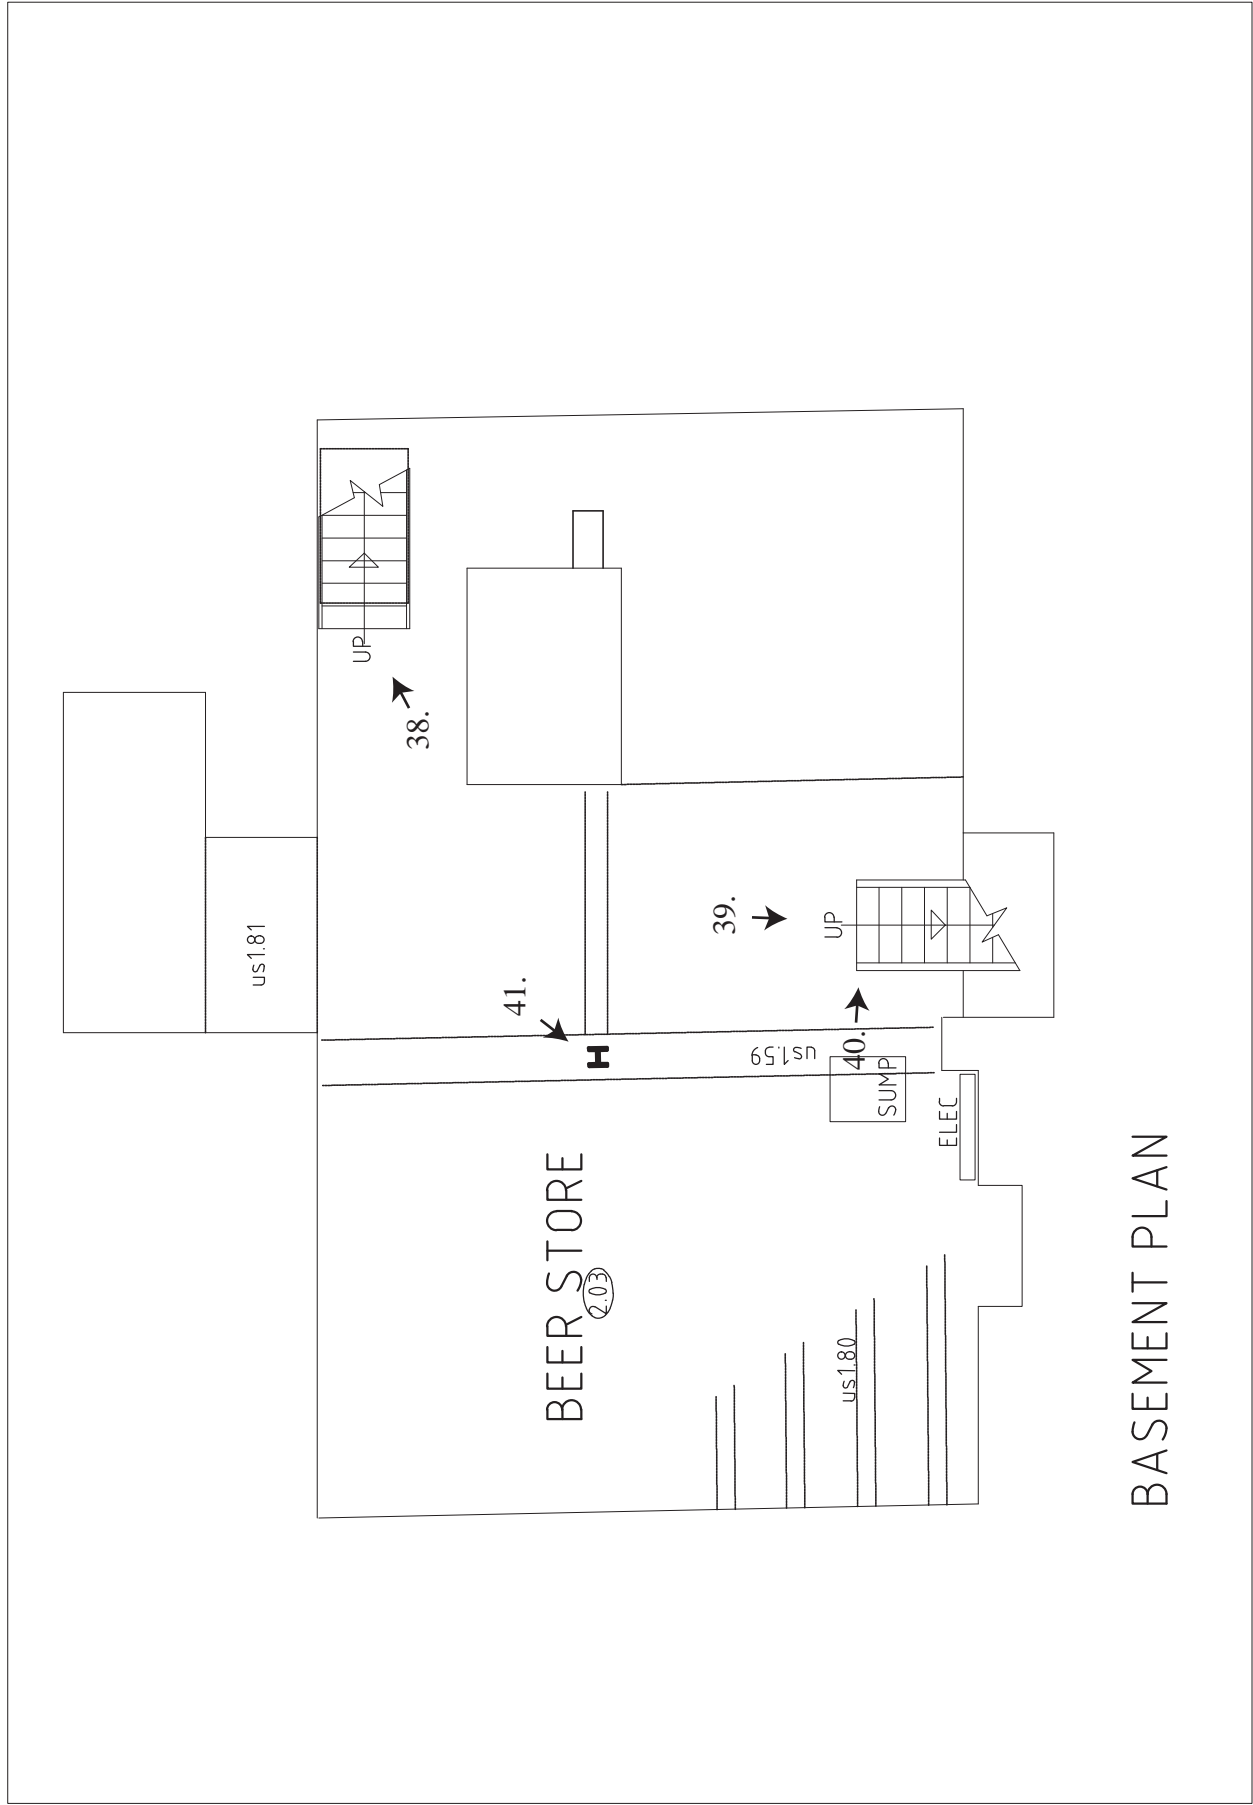 us1.81
UP
38.
41.
39.
UP
us1.59
40.
SUMP
ELEC
BEER STORE
2.03
us1.80
BASEMENT PLAN